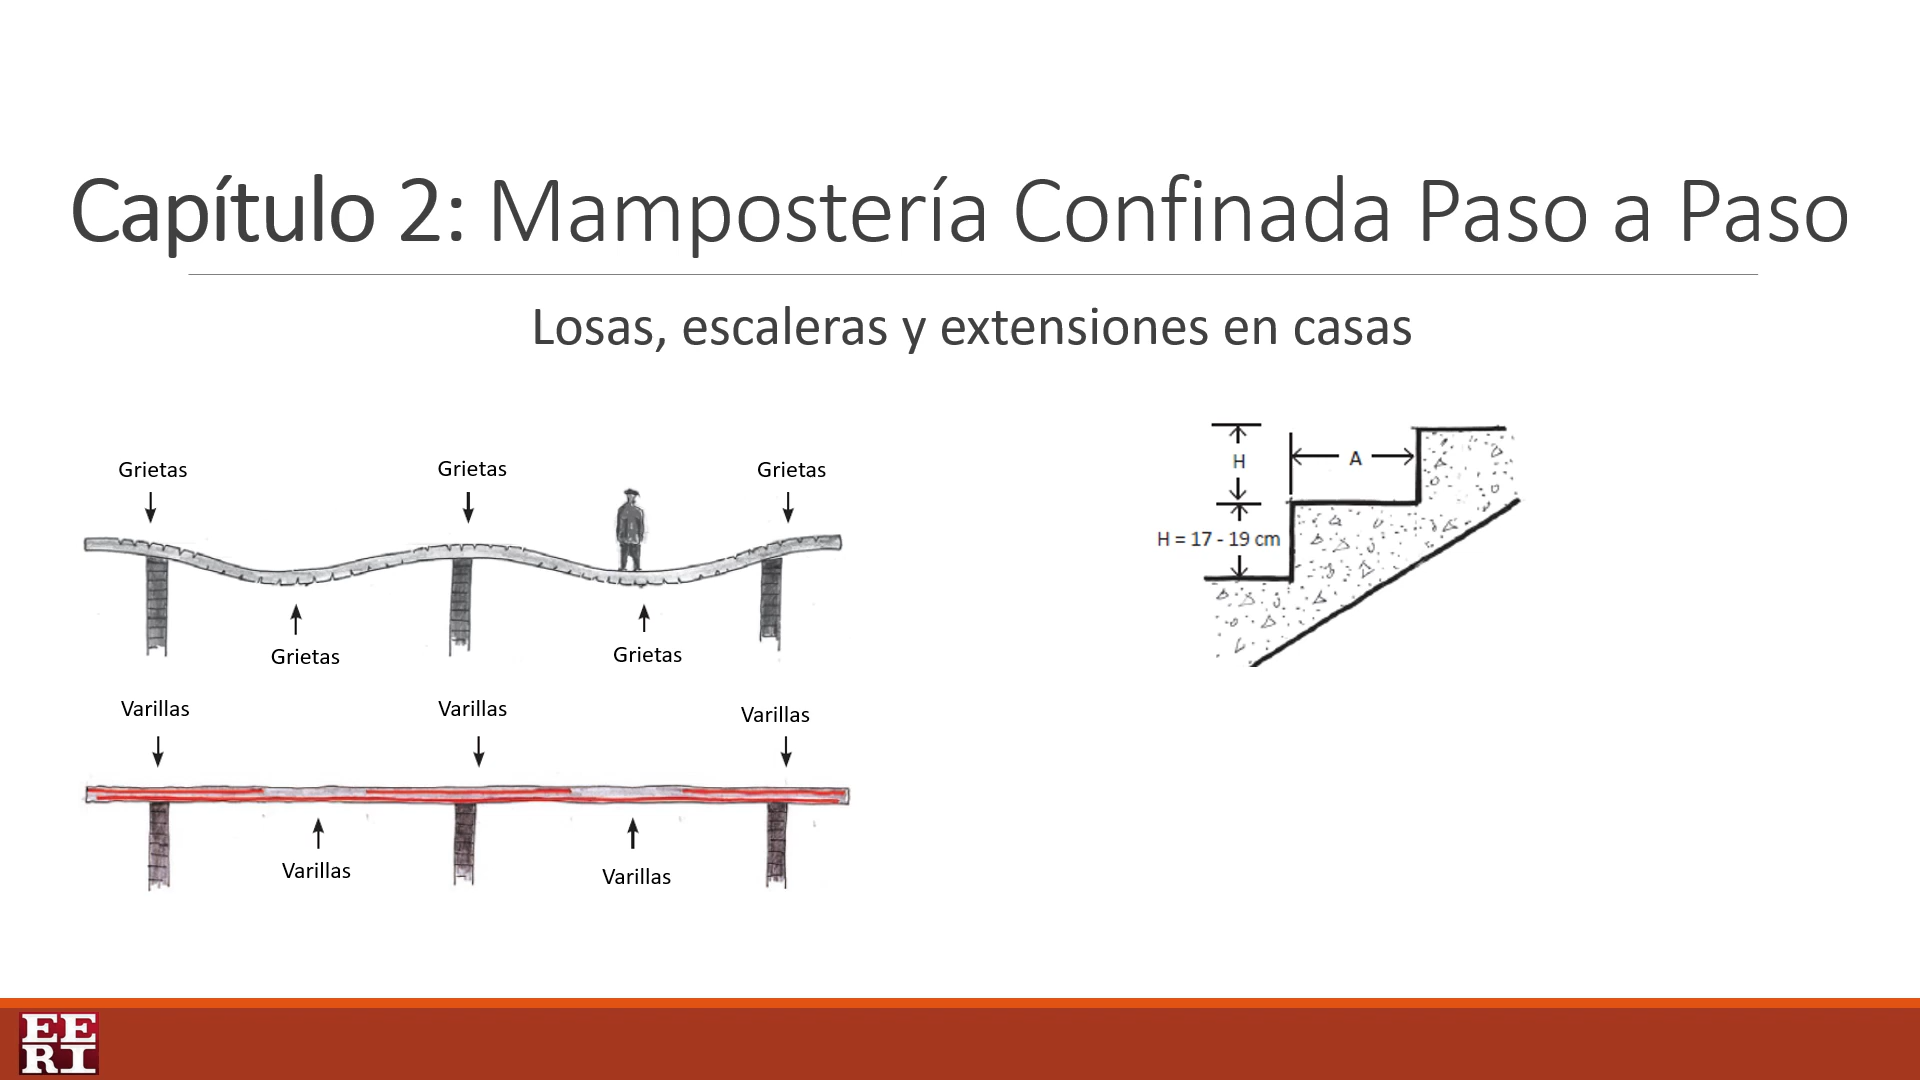 Capítulo 2: Mampostería Confinada Paso a Paso
Losas, escaleras y extensiones en casas
Grietas
Grietas
Grietas
Grietas
Grietas
Varillas
Varillas
Varillas
Varillas
Varillas
H
A
H = 17 - 19 cm
EE
RI